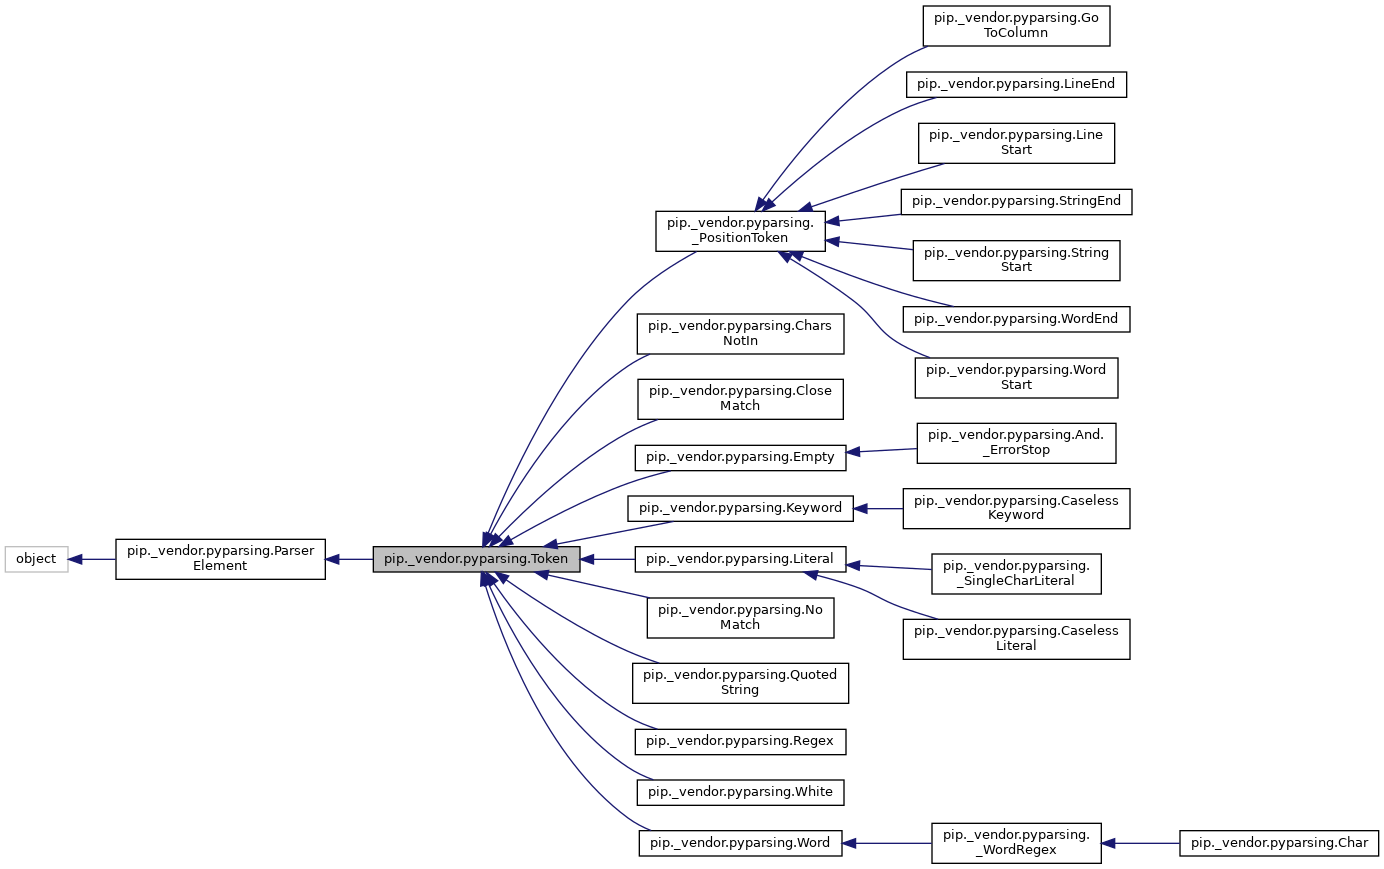 pip._vendor.pyparsing.Go
ToColumn
pip._vendor.pyparsing.LineEnd
pip._vendor.pyparsing.Line
Start
pip._vendor.pyparsing.StringEnd
pip._vendor.pyparsing.
_PositionToken
pip._vendor.pyparsing.String
Start
pip._vendor.pyparsing.WordEnd
pip._vendor.pyparsing.Chars
NotIn
pip._vendor.pyparsing.Word
Start
pip._vendor.pyparsing.Close
Match
pip._vendor.pyparsing.And.
_ErrorStop
pip._vendor.pyparsing.Empty
pip._vendor.pyparsing.Keyword
pip._vendor.pyparsing.Caseless
Keyword
object
pip._vendor.pyparsing.Parser
Element
pip._vendor.pyparsing.Token
pip._vendor.pyparsing.Literal
pip._vendor.pyparsing.
_SingleCharLiteral
pip._vendor.pyparsing.No
Match
pip._vendor.pyparsing.Caseless
Literal
pip._vendor.pyparsing.Quoted
String
pip._vendor.pyparsing.Regex
pip._vendor.pyparsing.White
pip._vendor.pyparsing.Word
pip._vendor.pyparsing.
_WordRegex
pip._vendor.pyparsing.Char